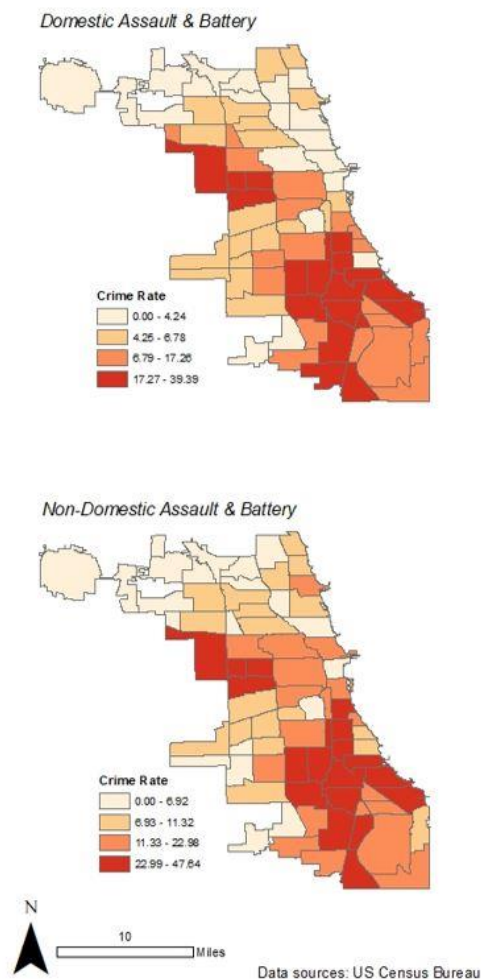 Domestic Assault & Battery
Crime Rate
0.00 - 4.24
4.25 - 6.78
6.79 - 17.26
17.27 - 39.39
Non-Domestic Assault & Battery
Crime Rate
0.00 - 6.92
6.93 - 11.32
11.33 - 22.98
22.99 - 47.64
N
10
Miles
Data sources: US Census Bureau